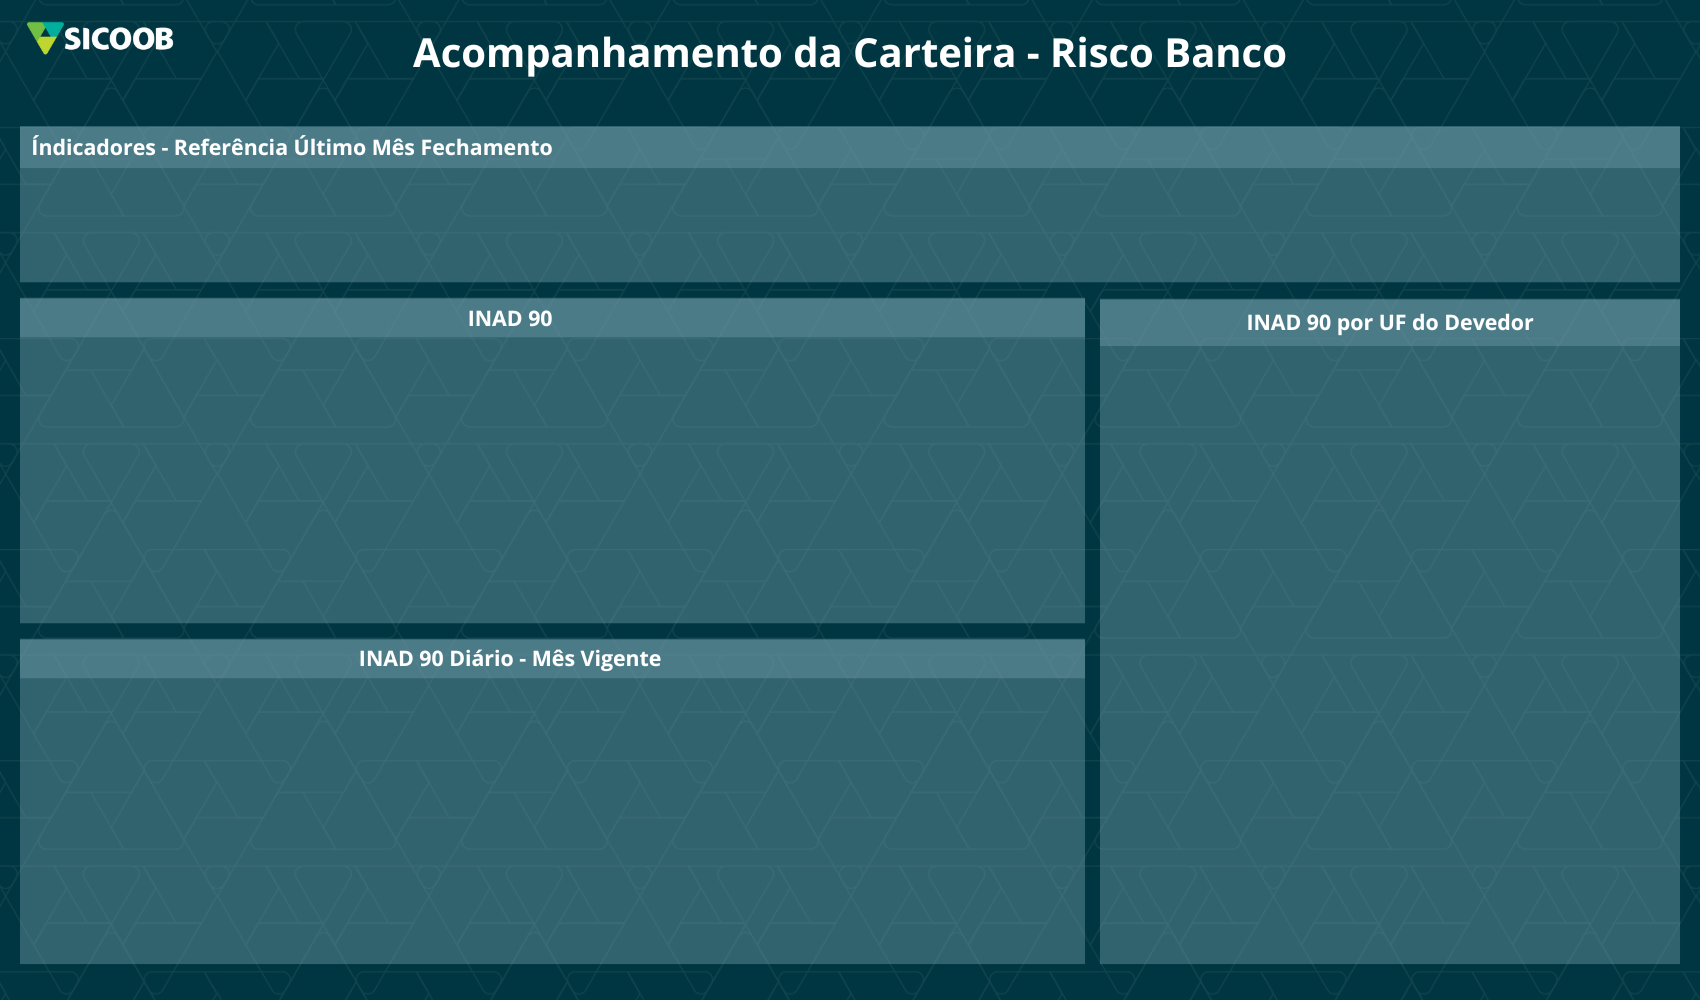 SICOOB
Acompanhamento da Carteira - Risco Banco
Índicadores - Referência Último Mês Fechamento
INAD 90
INAD 90 por UF do Devedor
INAD 90 Diário - Mês Vigente